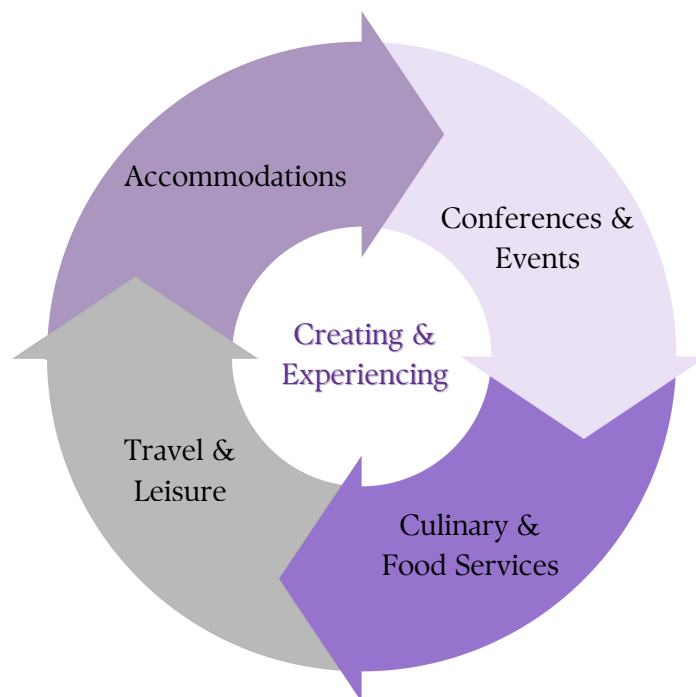 Accommodations
Conferences &
Events
Creating &
Experiencing
Travel &
Leisure
Culinary &
Food Services